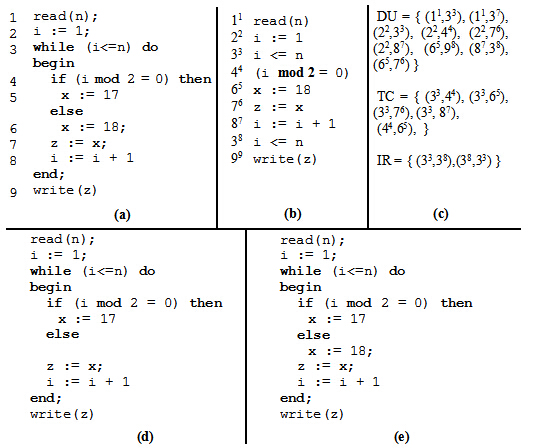 1 read(n);
2 i := 1;
3 while (i<=n) do
begin
4 if (i mod 2 = 0) then
5 x := 17
else
6 x := 18;
7 z := x;
8 i := i + 1
end;
9 write(z)
(a)
1¹ read(n)
2² i := 1
3³ i <= n
4⁴ (i mod 2 = 0)
6⁵ x := 18
7⁶ z := x
8⁷ i := i + 1
3⁸ i <= n
9⁹ write(z)
(b)
DU = { (1¹,3³), (1¹,3⁷),
(2²,3³), (2²,4⁴), (2²,7⁶),
(2²,8⁷), (6⁵,9⁸), (8⁷,3⁸),
(6⁵,7⁶) }
TC = { (3³,4⁴), (3³,6⁵),
(3³,7⁶), (3³, 8⁷),
(4⁴,6⁵), }
IR = { (3³,3⁸),(3⁸,3³) }
(c)
read(n);
i := 1;
while (i<=n) do
begin
if (i mod 2 = 0) then
x := 17
else
z := x;
i := i + 1
end;
write(z)
(d)
read(n);
i := 1;
while (i<=n) do
begin
if (i mod 2 = 0) then
x := 17
else
x := 18;
z := x;
i := i + 1
end;
write(z)
(e)